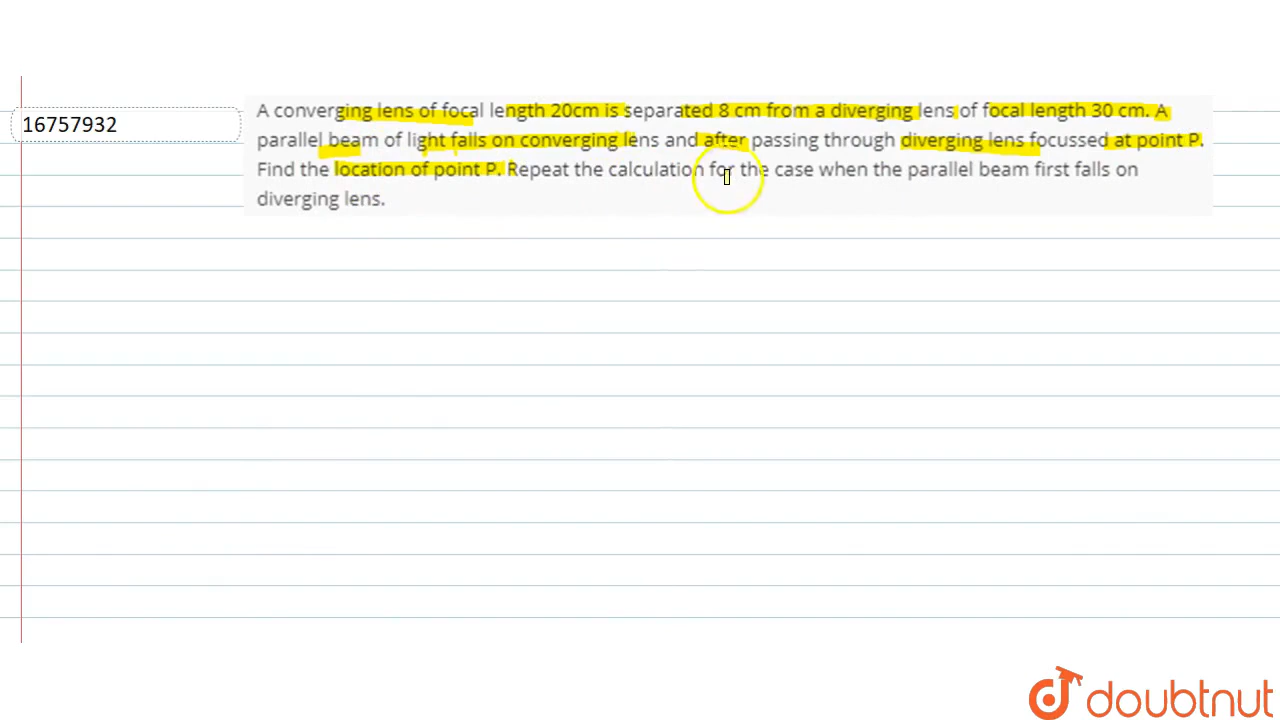 16757932
A converging lens of focal length 20cm is separated 8 cm from a diverging lens of focal length 30 cm. A
parallel beam of light falls on converging lens and after passing through diverging lens focussed at point P.
Find the location of point P. Repeat the calculation for the case when the parallel beam first falls on
diverging lens.
doubtnut